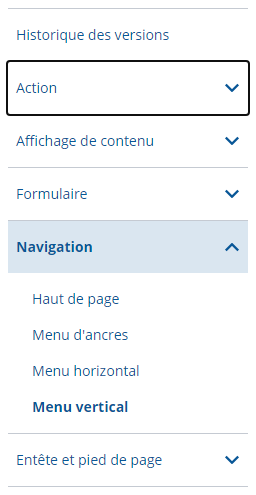 Historique des versions
Action
Affichage de contenu
Formulaire
Navigation
Haut de page
Menu d'ancres
Menu horizontal
Menu vertical
Entête et pied de page